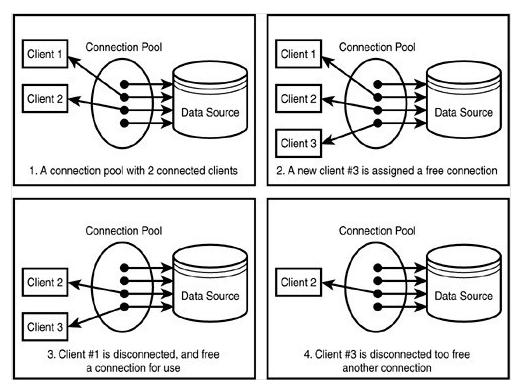 Connection Pool
Client 1
Client 2
Data Source
1. A connection pool with 2 connected clients
Connection Pool
Client 1
Client 2
Client 3
Data Source
2. A new client #3 is assigned a free connection
Connection Pool
Client 2
Client 3
Data Source
3. Client #1 is disconnected, and free
a connection for use
Connection Pool
Client 2
Data Source
4. Client #3 is disconnected too free
another connection